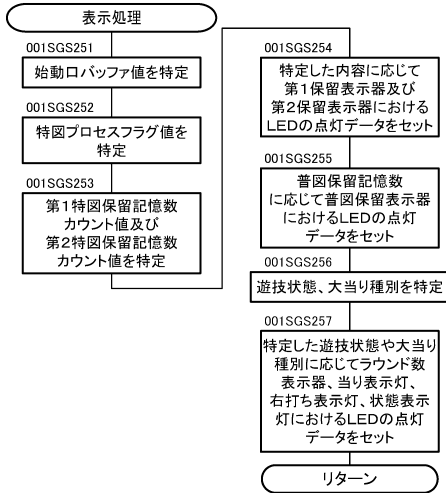 表示処理
001SGS251
始動口バッファ値を特定
001SGS252
特図プロセスフラグ値を
特定
001SGS253
第1特図保留記憶数
カウント値及び
第2特図保留記憶数
カウント値を特定
001SGS254
特定した内容に応じて
第1保留表示器及び
第2保留表示器における
LEDの点灯データをセット
001SGS255
普図保留記憶数
に応じて普図保留表示器
におけるLEDの点灯
データをセット
001SGS256
遊技状態、大当り種別を特定
001SGS257
特定した遊技状態や大当り
種別に応じてラウンド数
表示器、当り表示灯、
右打ち表示灯、状態表示
灯におけるLEDの点灯
データをセット
リターン